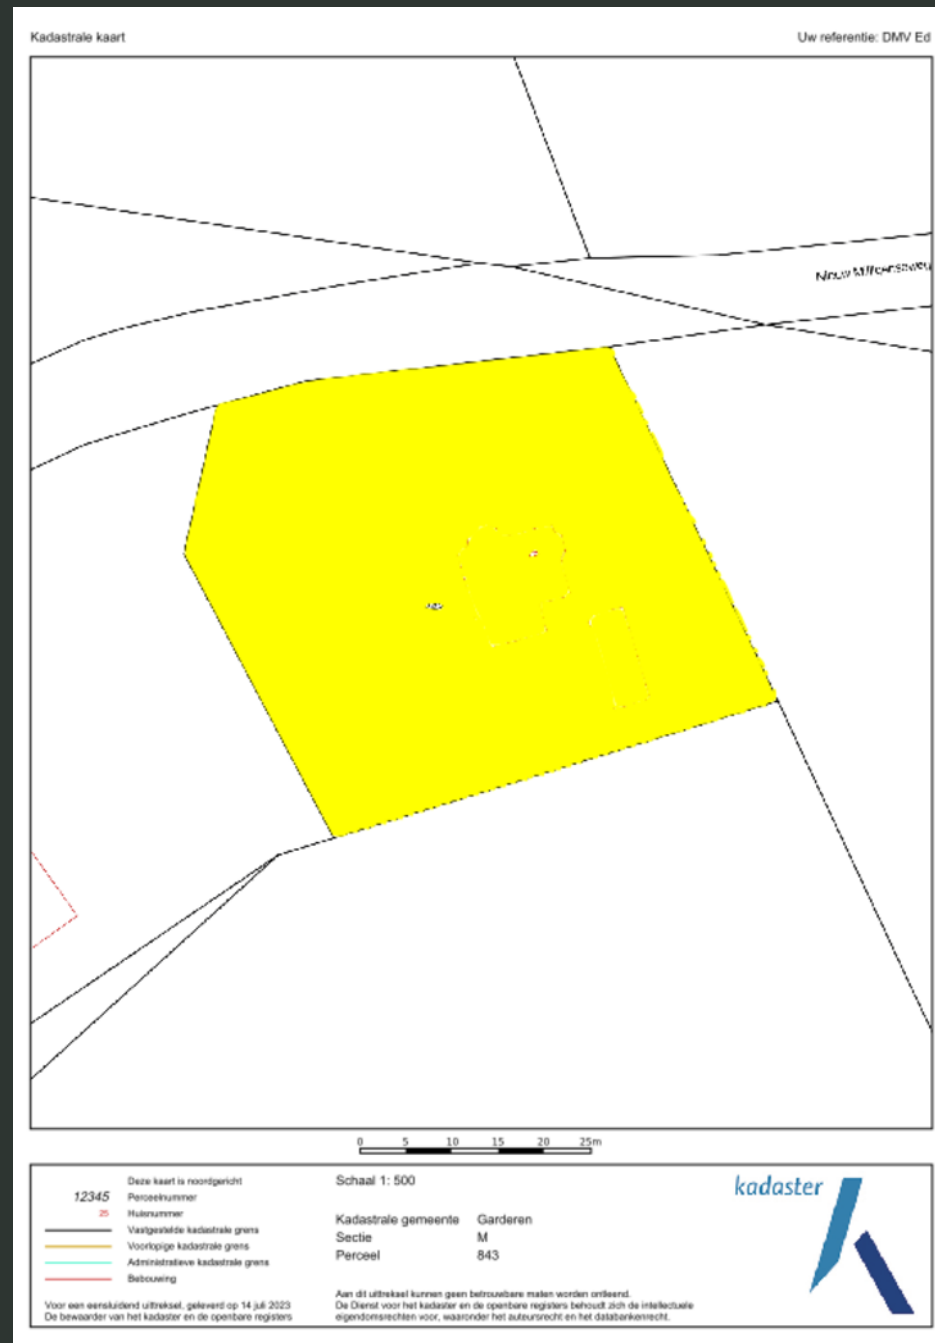 Kadastrale kaart
Uw referentie: DMV Ed
0 5 10 15 20 25m
Deze kaart is noordgericht
12345 Perceelnummer
25 Huisnummer
Vastgestelde kadastrale grens
Voorlopige kadastrale grens
Administratieve kadastrale grens
Bebouwing
Voor een eensluidend uittreksel, geleverd op 14 juli 2023
De bewaarder van het kadaster en de openbare registers
Schaal 1: 500
Kadastrale gemeente Garderen
Sectie M
Perceel 843
Aan dit uittreksel kunnen geen betrouwbare maten worden ontleend.
De Dienst voor het kadaster en de openbare registers behoudt zich de intellectuele
eigendomsrechten voor, waaronder het auteursrecht en het databankenrecht.
kadaster